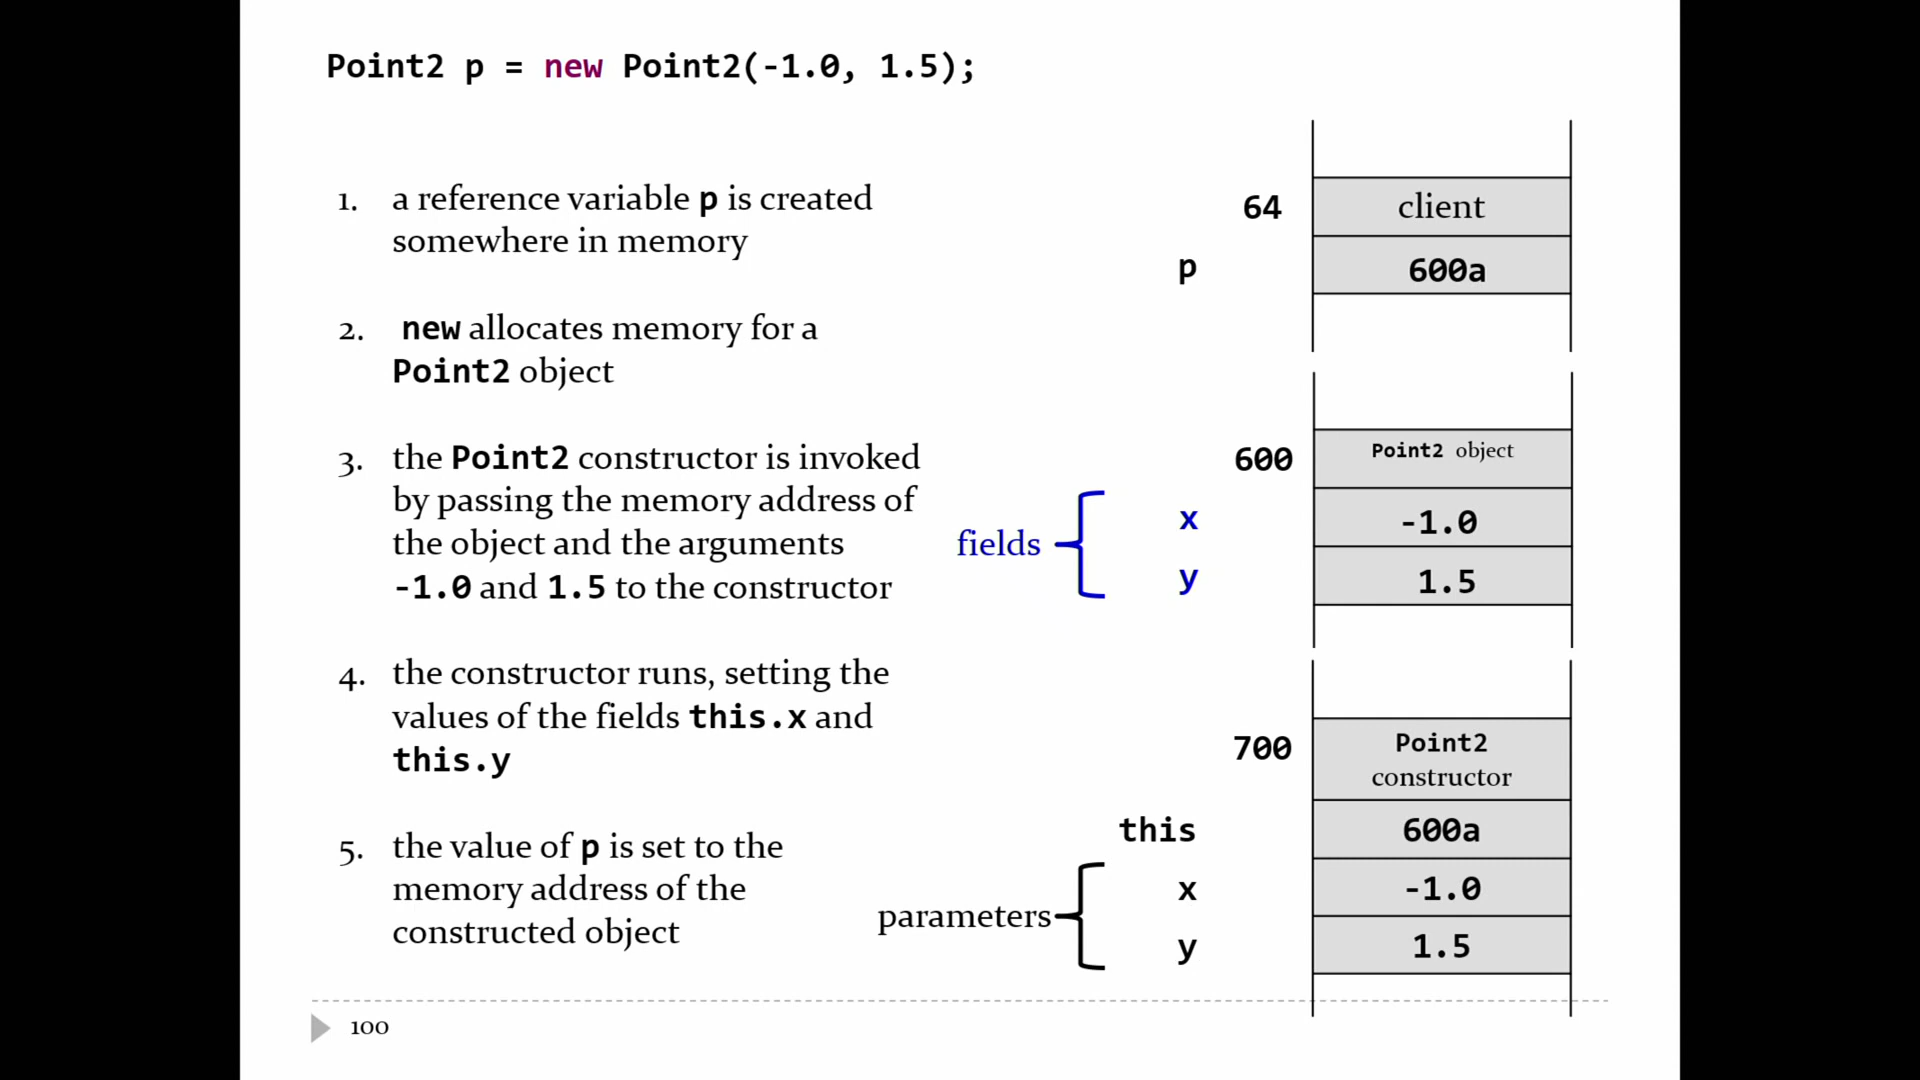 Point2 p = new Point2(-1.0, 1.5);
1. a reference variable p is created
somewhere in memory
2. new allocates memory for a
Point2 object
3. the Point2 constructor is invoked
by passing the memory address of
the object and the arguments
-1.0 and 1.5 to the constructor
4. the constructor runs, setting the
values of the fields this.x and
this.y
5. the value of p is set to the
memory address of the
constructed object
64 client
p 600a
600 Point2 object
fields
x -1.0
y 1.5
700 Point2
constructor
this 600a
parameters
x -1.0
y 1.5
100